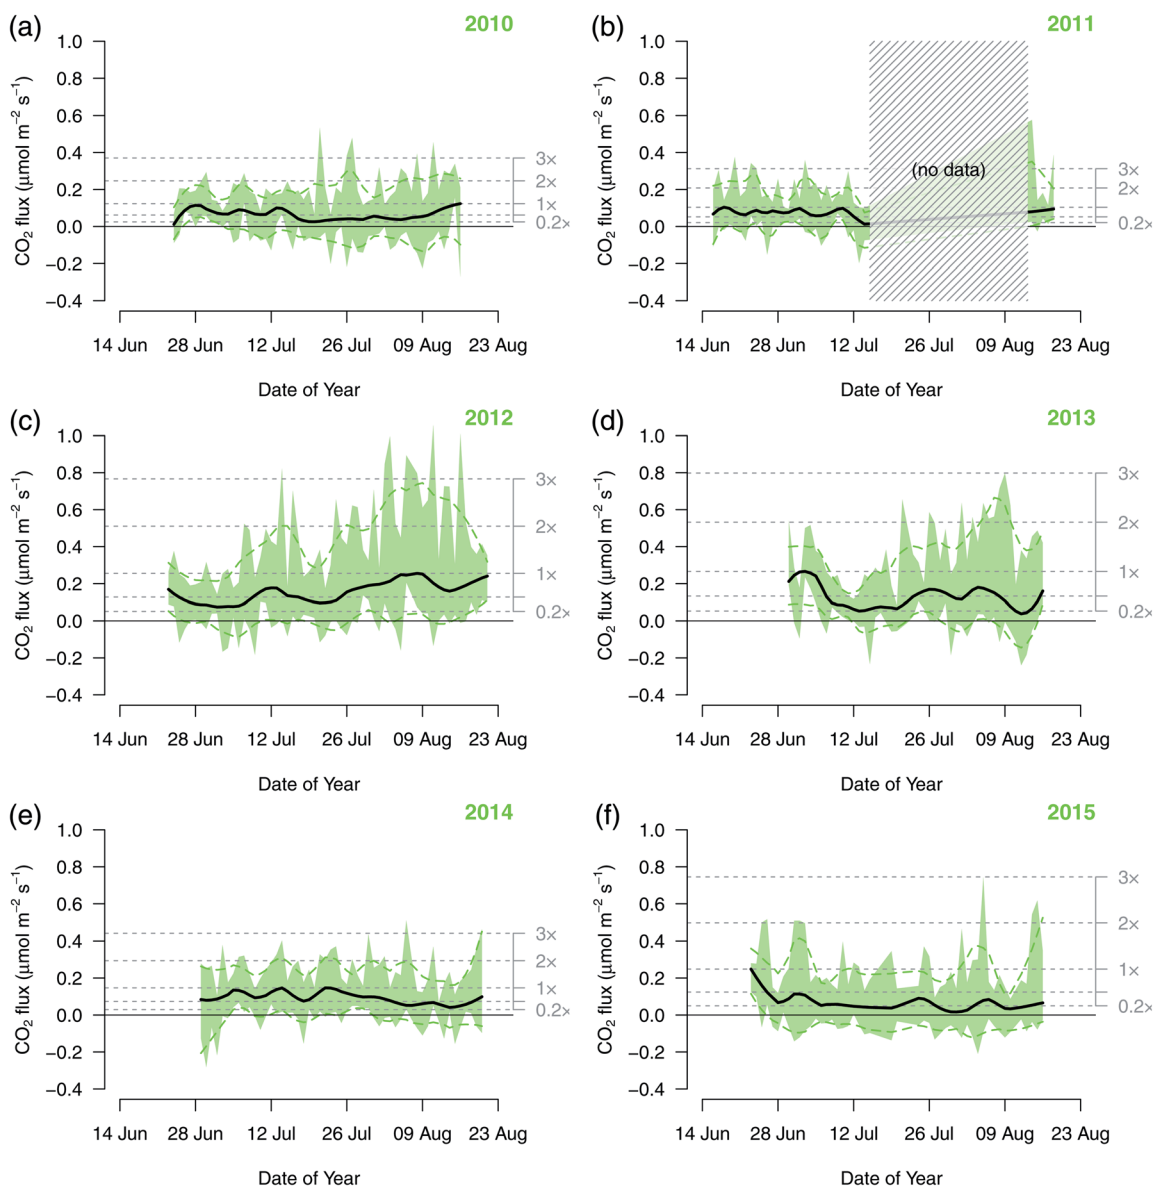 (a) 2010
CO2 flux (μmol m−2 s−1)
1.0
0.8
0.6
0.4
0.2
0.0
−0.2
−0.4
3×
2×
1×
0.2×
14 Jun 28 Jun 12 Jul 26 Jul 09 Aug 23 Aug
Date of Year
(b) 2011
CO2 flux (μmol m−2 s−1)
1.0
0.8
0.6
0.4
0.2
0.0
−0.2
−0.4
(no data)
3×
2×
0.2×
14 Jun 28 Jun 12 Jul 26 Jul 09 Aug 23 Aug
Date of Year
(c) 2012
CO2 flux (μmol m−2 s−1)
1.0
0.8
0.6
0.4
0.2
0.0
−0.2
−0.4
3×
2×
1×
0.2×
14 Jun 28 Jun 12 Jul 26 Jul 09 Aug 23 Aug
Date of Year
(d) 2013
CO2 flux (μmol m−2 s−1)
1.0
0.8
0.6
0.4
0.2
0.0
−0.2
−0.4
3×
2×
1×
0.2×
14 Jun 28 Jun 12 Jul 26 Jul 09 Aug 23 Aug
Date of Year
(e) 2014
CO2 flux (μmol m−2 s−1)
1.0
0.8
0.6
0.4
0.2
0.0
−0.2
−0.4
3×
2×
1×
0.2×
14 Jun 28 Jun 12 Jul 26 Jul 09 Aug 23 Aug
Date of Year
(f) 2015
CO2 flux (μmol m−2 s−1)
1.0
0.8
0.6
0.4
0.2
0.0
−0.2
−0.4
3×
2×
1×
0.2×
14 Jun 28 Jun 12 Jul 26 Jul 09 Aug 23 Aug
Date of Year